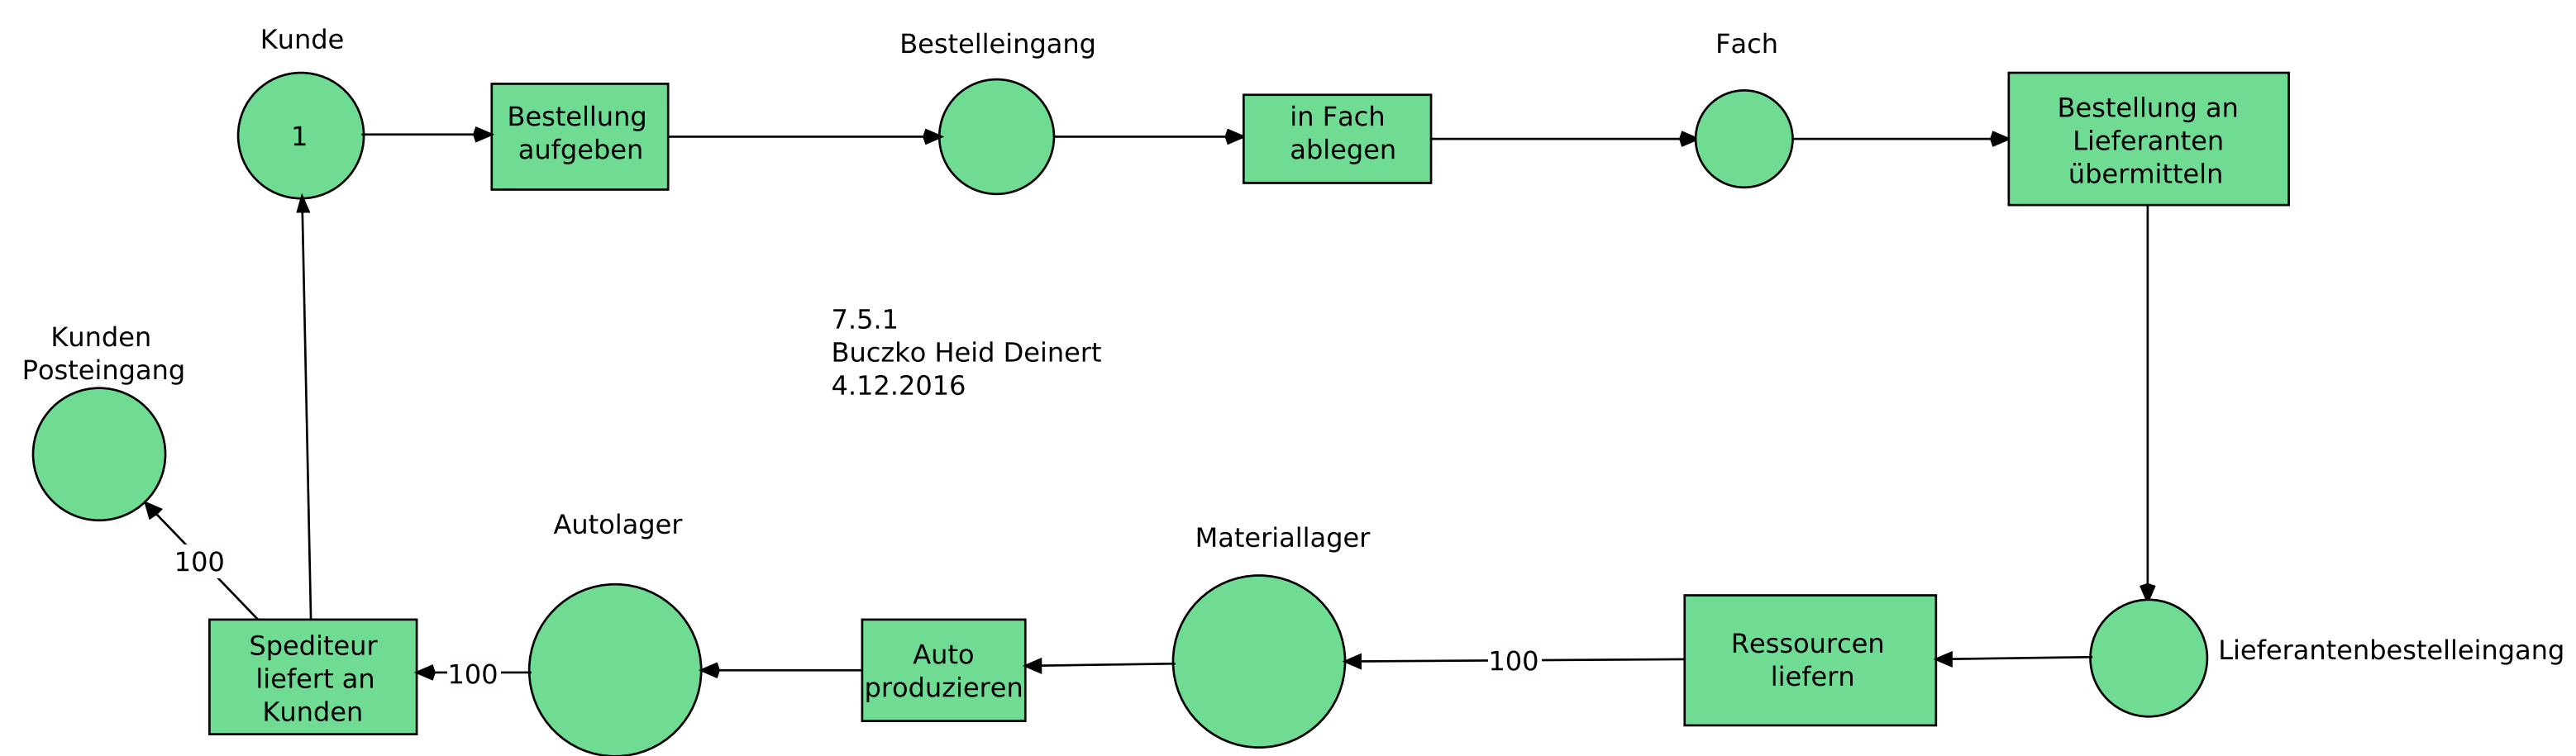 Kunde
1
Bestellung
aufgeben
Bestelleingang
in Fach
ablegen
Fach
Bestellung an
Lieferanten
übermitteln
7.5.1
Buczko Heid Deinert
4.12.2016
Kunden
Posteingang
100
Spediteur
liefert an
Kunden
100
Autolager
Auto
produzieren
Materiallager
100
Ressourcen
liefern
Lieferantenbestelleingang